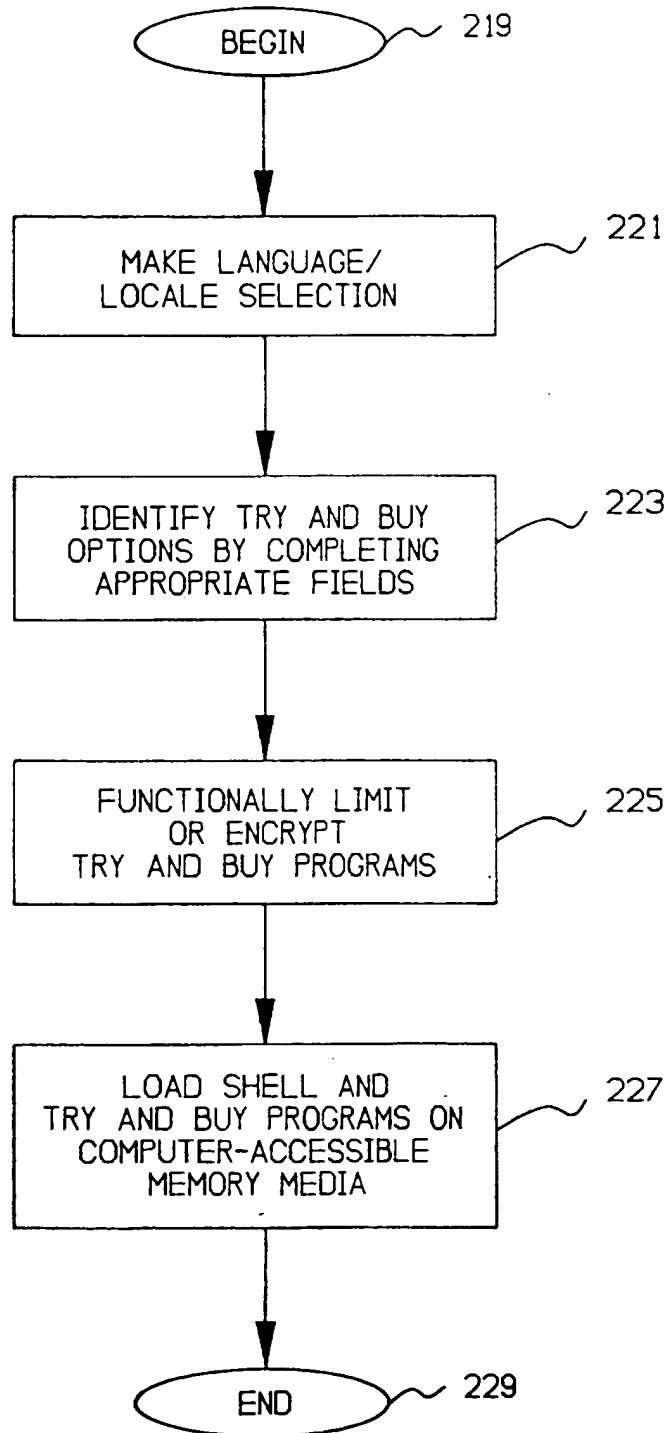 BEGIN
219
MAKE LANGUAGE/
LOCALE SELECTION
221
IDENTIFY TRY AND BUY
OPTIONS BY COMPLETING
APPROPRIATE FIELDS
223
FUNCTIONALLY LIMIT
OR ENCRYPT
TRY AND BUY PROGRAMS
225
LOAD SHELL AND
TRY AND BUY PROGRAMS ON
COMPUTER-ACCESSIBLE
MEMORY MEDIA
227
END
229